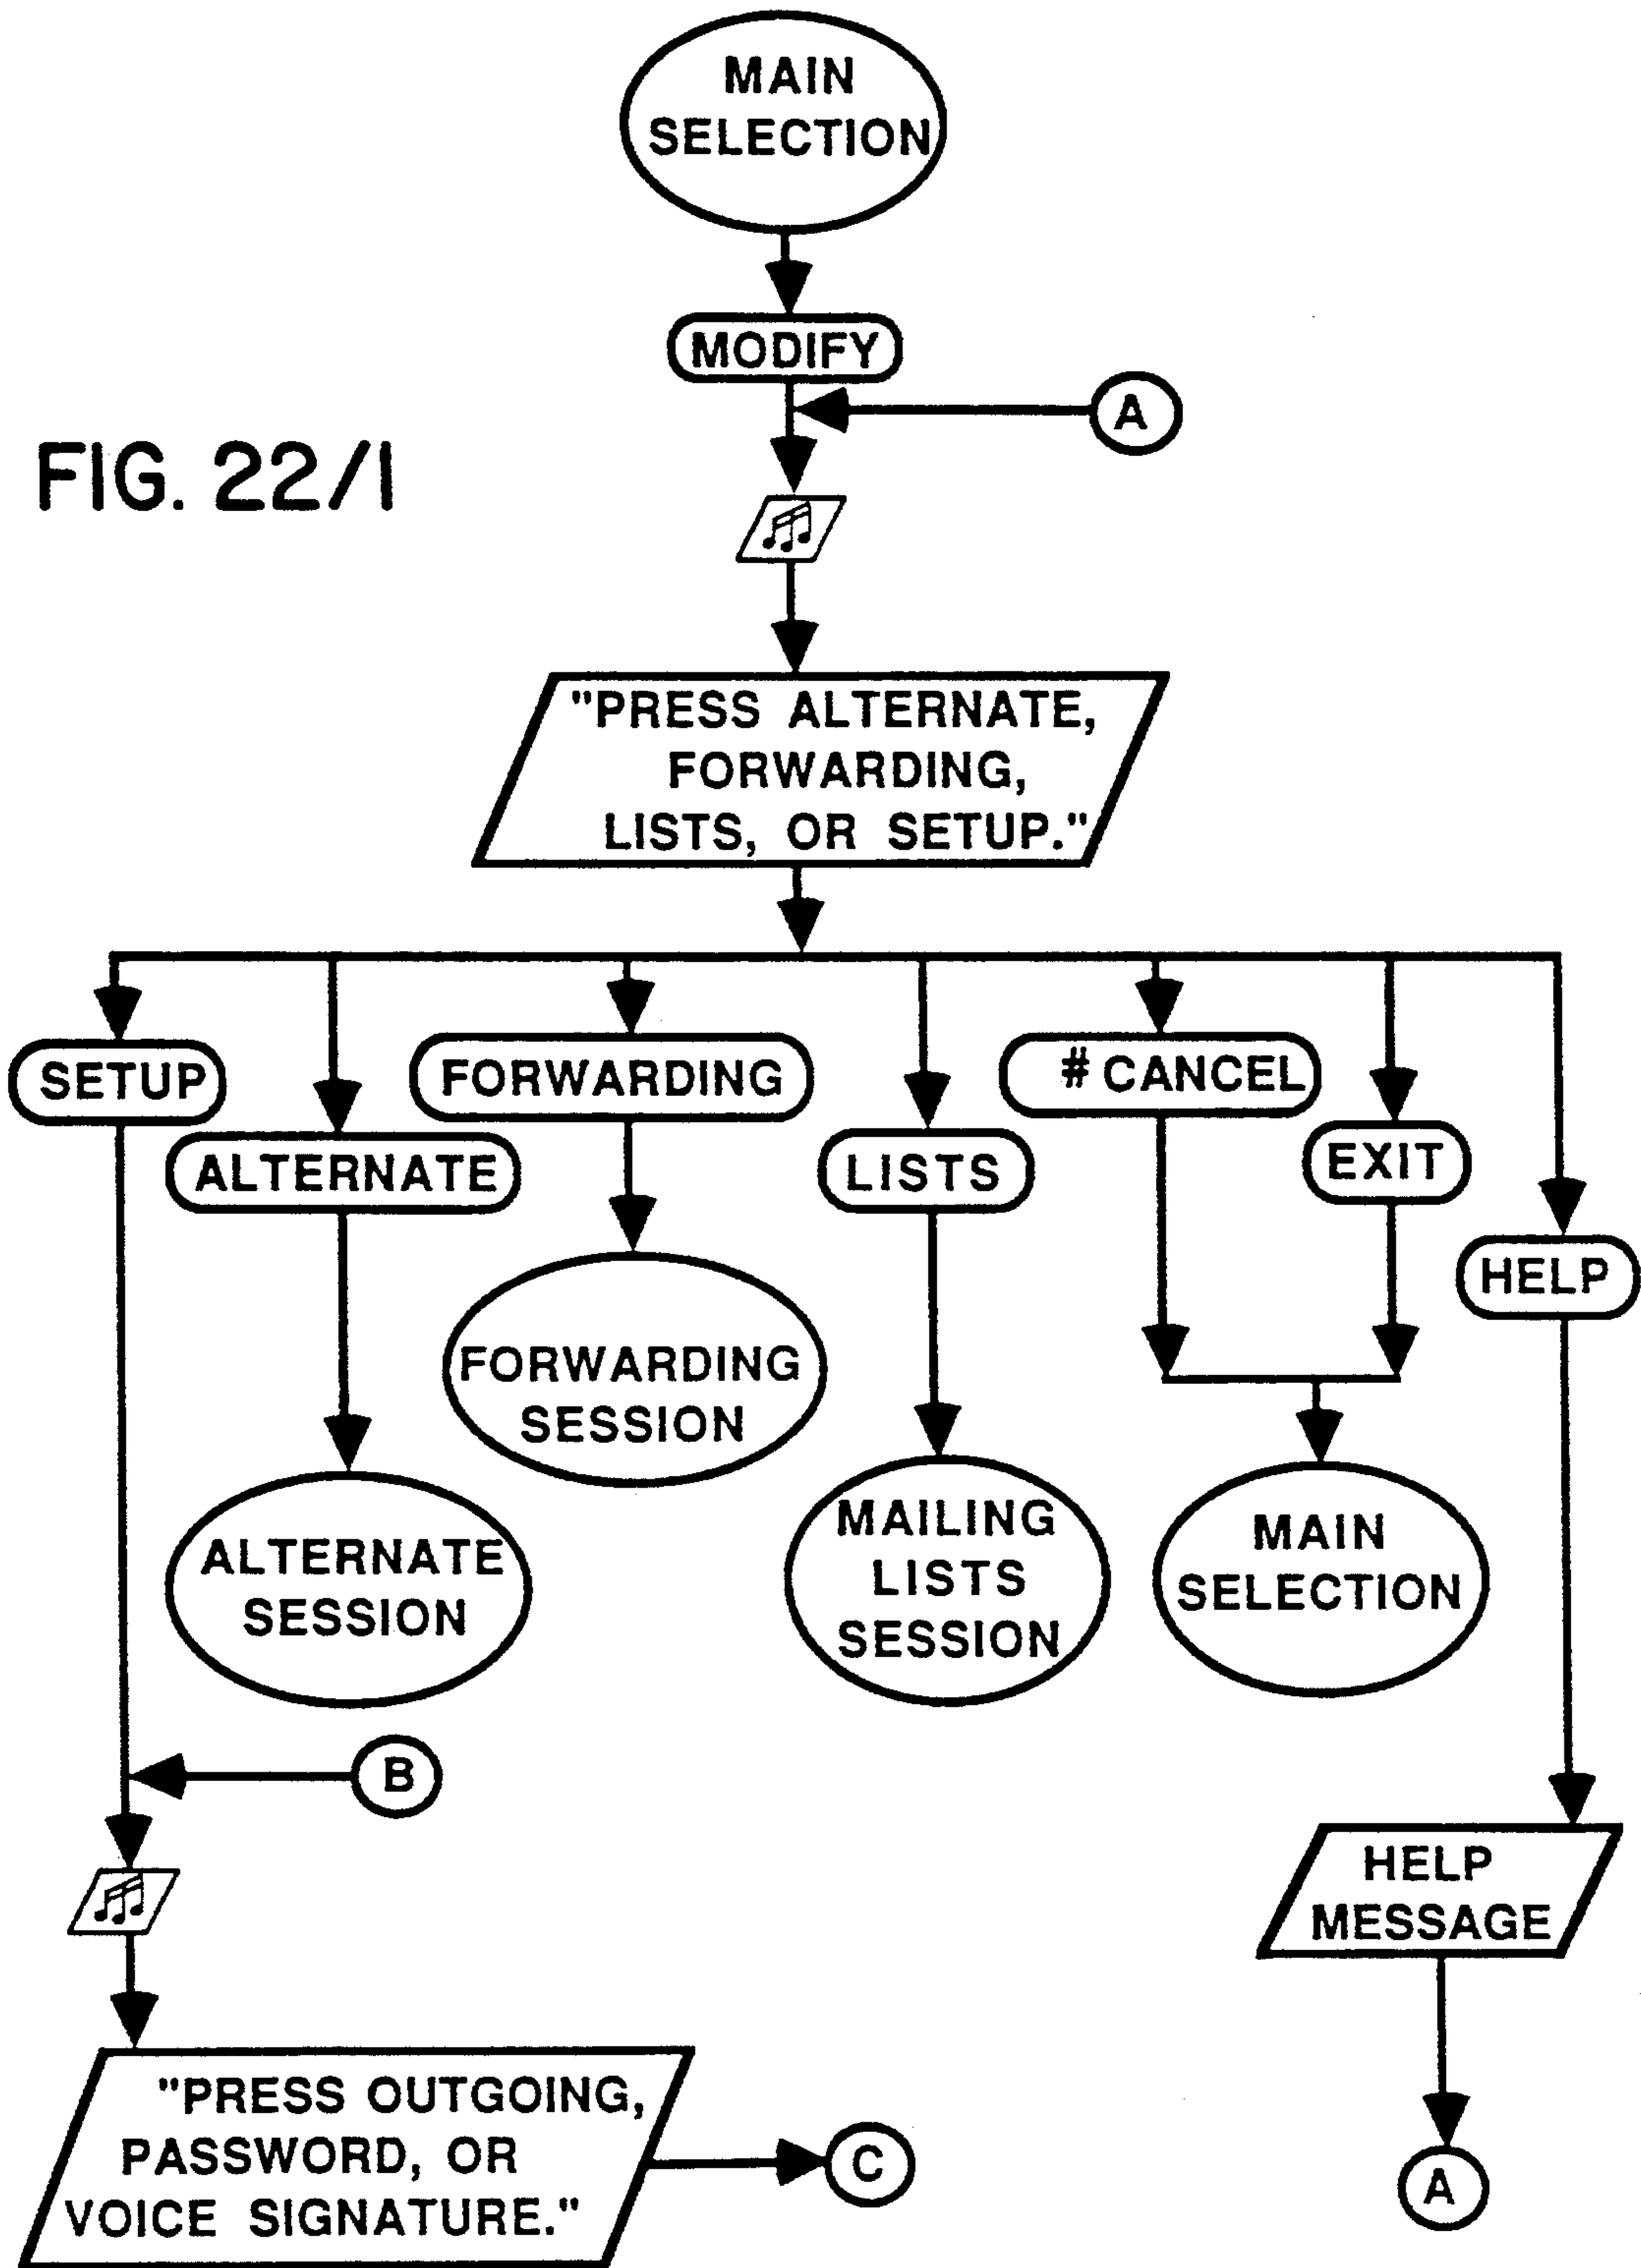 MAIN
SELECTION
MODIFY
A
FIG. 22/1
"PRESS ALTERNATE,
FORWARDING,
LISTS, OR SETUP."
SETUP
ALTERNATE
FORWARDING
LISTS
# CANCEL
EXIT
HELP
FORWARDING
SESSION
ALTERNATE
SESSION
MAILING
LISTS
SESSION
MAIN
SELECTION
B
HELP
MESSAGE
"PRESS OUTGOING,
PASSWORD, OR
VOICE SIGNATURE."
C
A